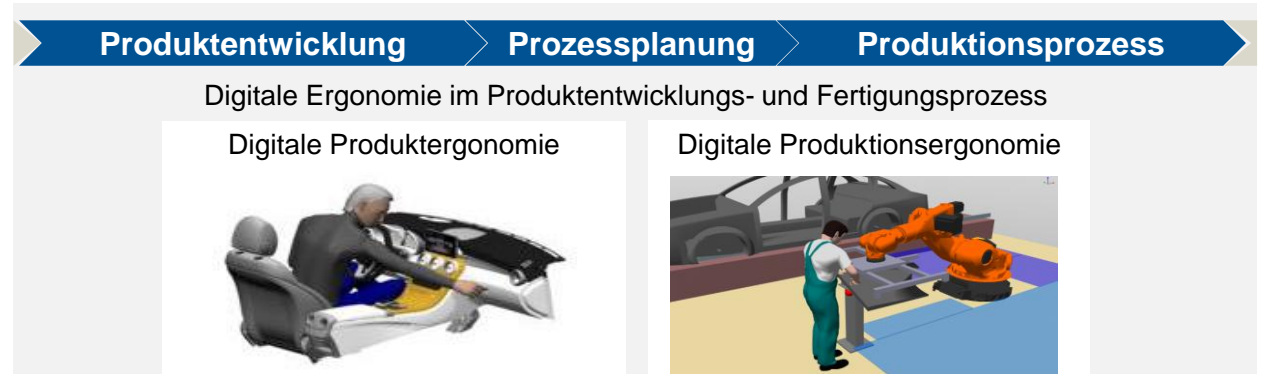 Produktentwicklung
Prozessplanung
Produktionsprozess
Digitale Ergonomie im Produktentwicklungs- und Fertigungsprozess
Digitale Produktergonomie
Digitale Produktionsergonomie